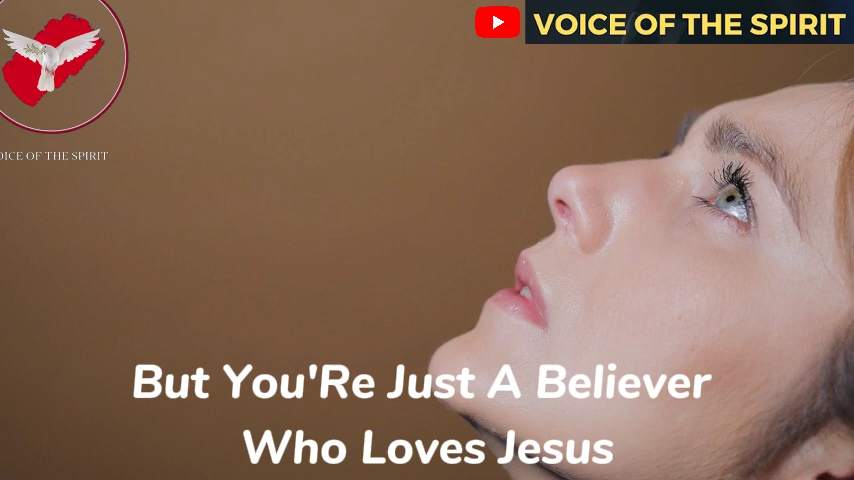 VOICE OF THE SPIRIT
OICE OF THE SPIRIT
But You'Re Just A Believer
Who Loves Jesus